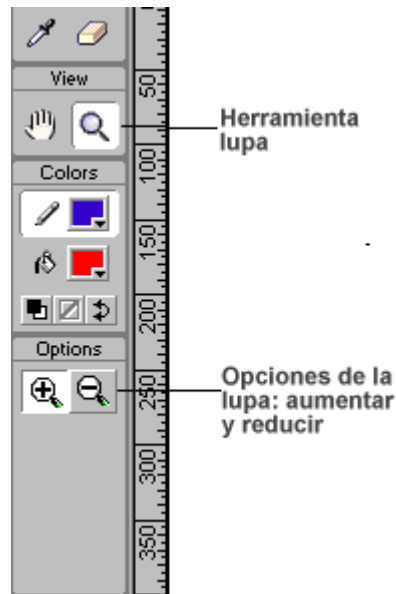 View
Herramienta
lupa
Colors
Options
Opciones de la
lupa: aumentar
y reducir
50
100
150
200
250
300
350